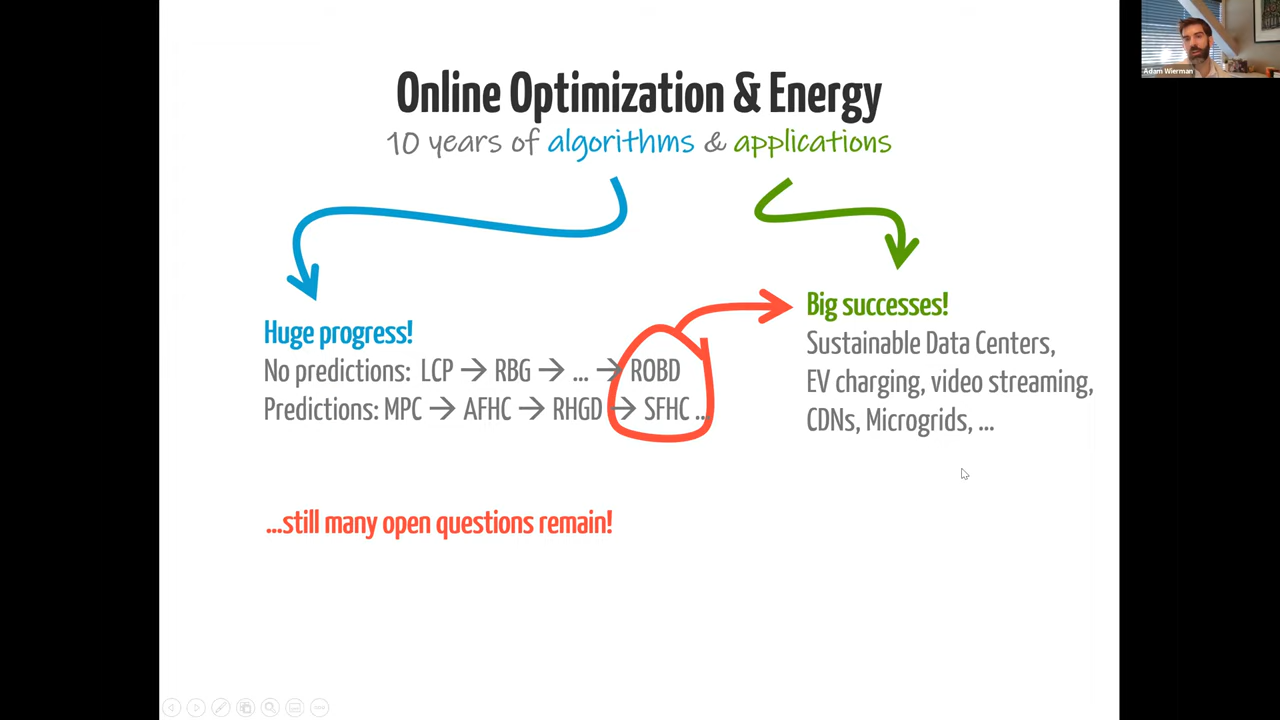 Online Optimization & Energy
10 years of algorithms & applications
Huge progress!
No predictions: LCP → RBG → ... → ROBD
Predictions: MPC → AFHC → RHGD → SFHC ...
Big successes!
Sustainable Data Centers,
EV charging, video streaming,
CDNs, Microgrids, ...
...still many open questions remain!
Adam Wierman